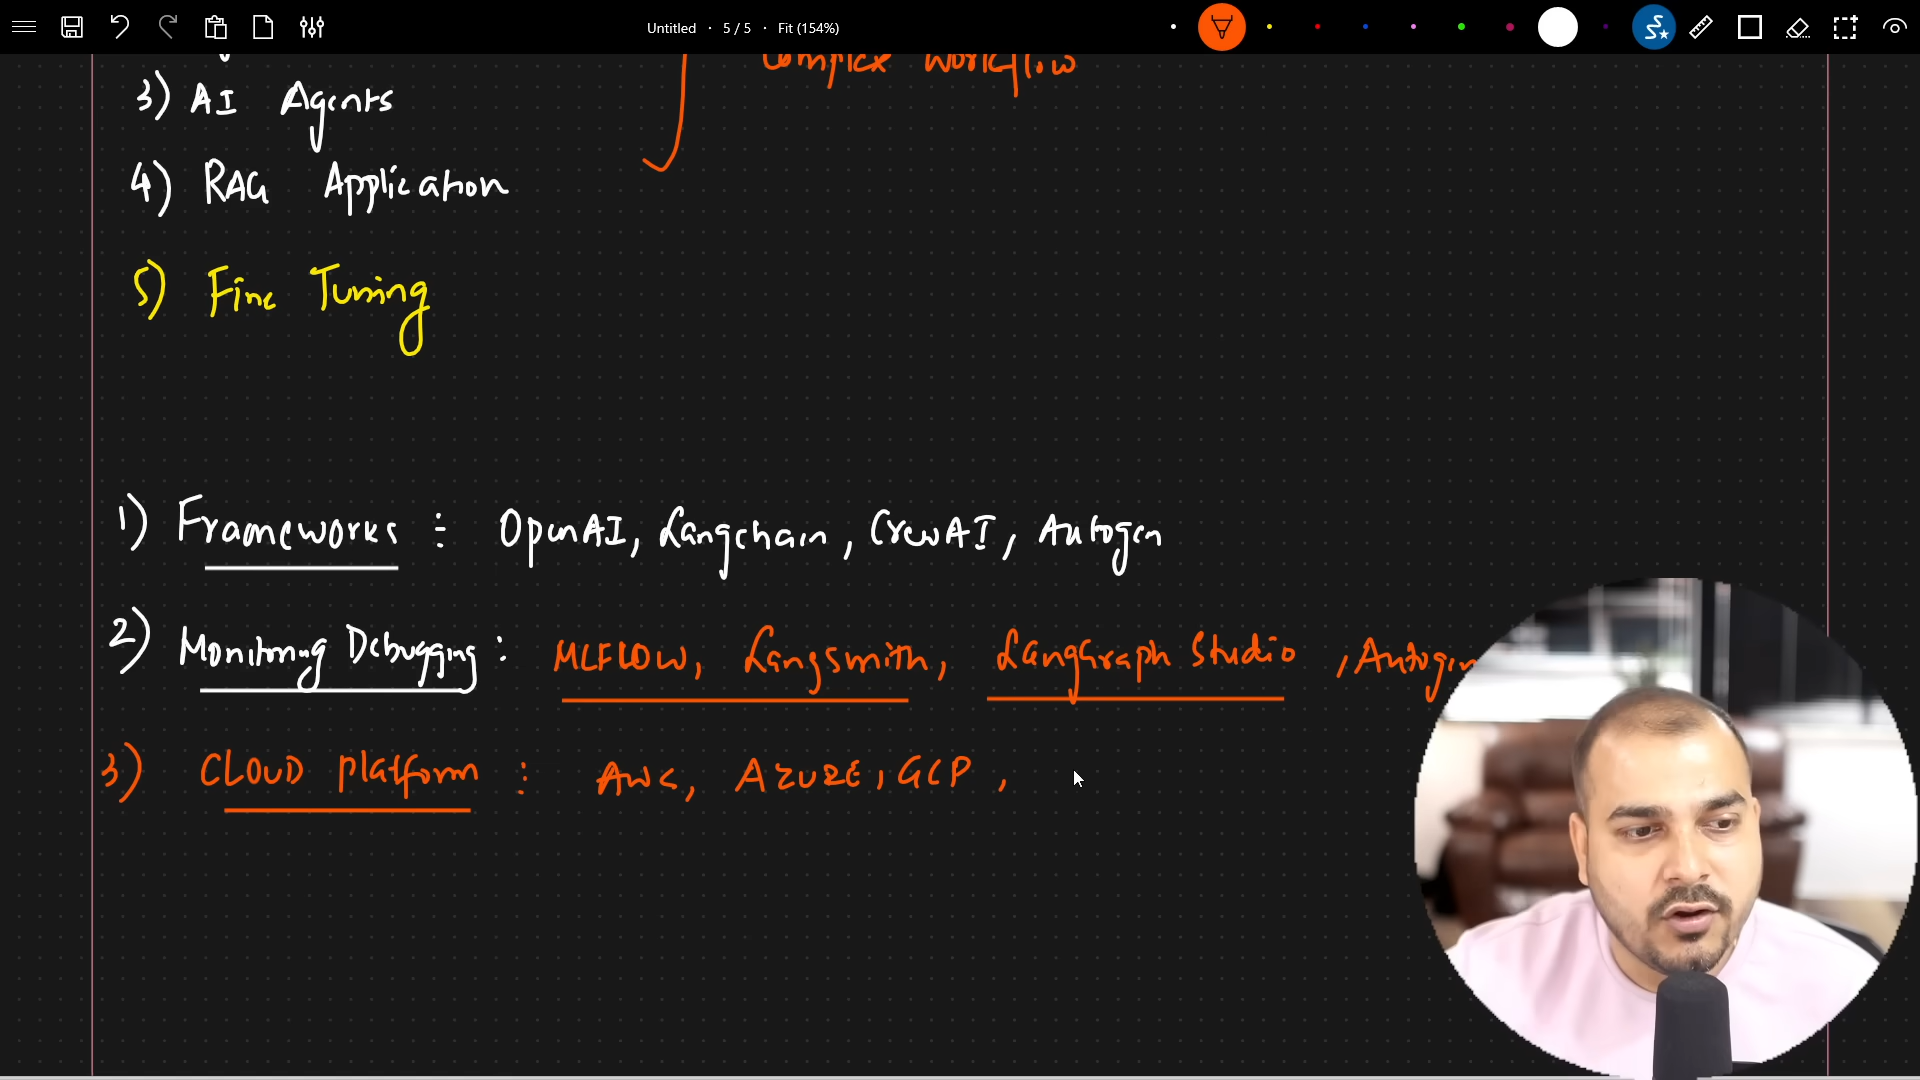 Untitled · 5 / 5 · Fit (154%)
Complex Workflow
3) AI Agents
4) RAG Application
5) Fine Tuning
1) Frameworks : OpenAI, Langchain, CrewAI, Autogen
2) Monitoring Debugging : MLFLOW, Langsmith, LangGraph Studio, Autogen
3) CLOUD Platform : AWS, AZURE, GCP,